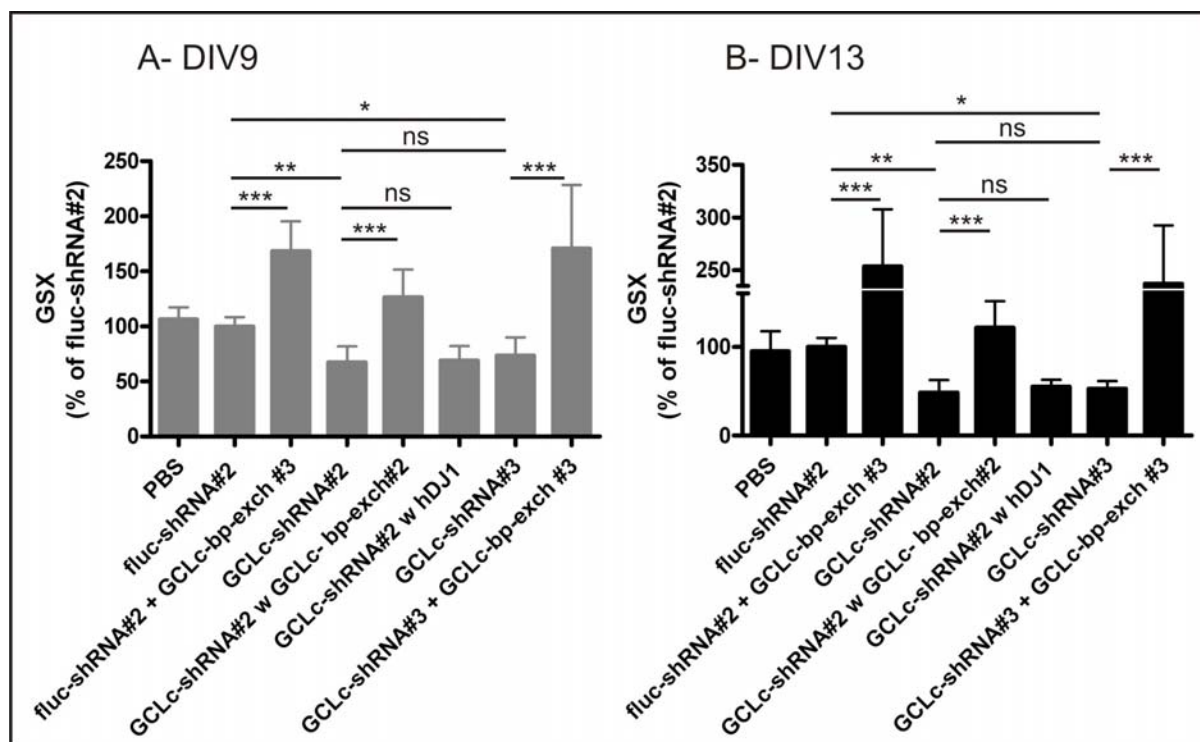 A- DIV9
*
ns
**
***
ns
***
***
GSX
(% of fluc-shRNA#2)
250
200
150
100
50
0
PBS
fluc-shRNA#2
fluc-shRNA#2 + GCLc-bp-exch #3
GCLc-shRNA#2
GCLc-shRNA#2 w GCLc- bp-exch#2
GCLc-shRNA#2 w hDJ1
GCLc-shRNA#3
GCLc-shRNA#3 + GCLc-bp-exch #3
B- DIV13
*
ns
**
***
***
ns
***
GSX
(% of fluc-shRNA#2)
350
300
250
100
0
PBS
fluc-shRNA#2
fluc-shRNA#2 + GCLc-bp-exch #3
GCLc-shRNA#2
GCLc-shRNA#2 w GCLc- bp-exch#2
GCLc-shRNA#2 w hDJ1
GCLc-shRNA#3
GCLc-shRNA#3 + GCLc-bp-exch #3